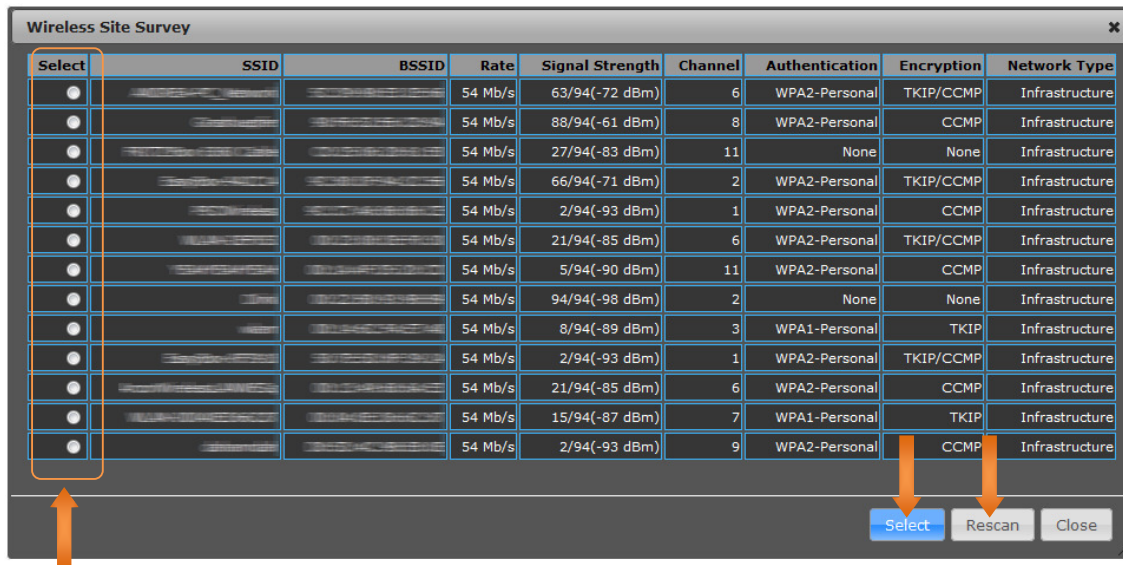 Wireless Site Survey
Select SSID BSSID Rate Signal Strength Channel Authentication Encryption Network Type
54 Mb/s 63/94(-72 dBm) 6 WPA2-Personal TKIP/CCMP Infrastructure
54 Mb/s 88/94(-61 dBm) 8 WPA2-Personal CCMP Infrastructure
54 Mb/s 27/94(-83 dBm) 11 None None Infrastructure
54 Mb/s 66/94(-71 dBm) 2 WPA2-Personal TKIP/CCMP Infrastructure
54 Mb/s 2/94(-93 dBm) 1 WPA2-Personal CCMP Infrastructure
54 Mb/s 21/94(-85 dBm) 6 WPA2-Personal TKIP/CCMP Infrastructure
54 Mb/s 5/94(-90 dBm) 11 WPA2-Personal CCMP Infrastructure
54 Mb/s 94/94(-98 dBm) 2 None None Infrastructure
54 Mb/s 8/94(-89 dBm) 3 WPA1-Personal TKIP Infrastructure
54 Mb/s 2/94(-93 dBm) 1 WPA2-Personal TKIP/CCMP Infrastructure
54 Mb/s 21/94(-85 dBm) 6 WPA2-Personal CCMP Infrastructure
54 Mb/s 15/94(-87 dBm) 7 WPA1-Personal TKIP Infrastructure
54 Mb/s 2/94(-93 dBm) 9 WPA2-Personal CCMP Infrastructure
Select Rescan Close